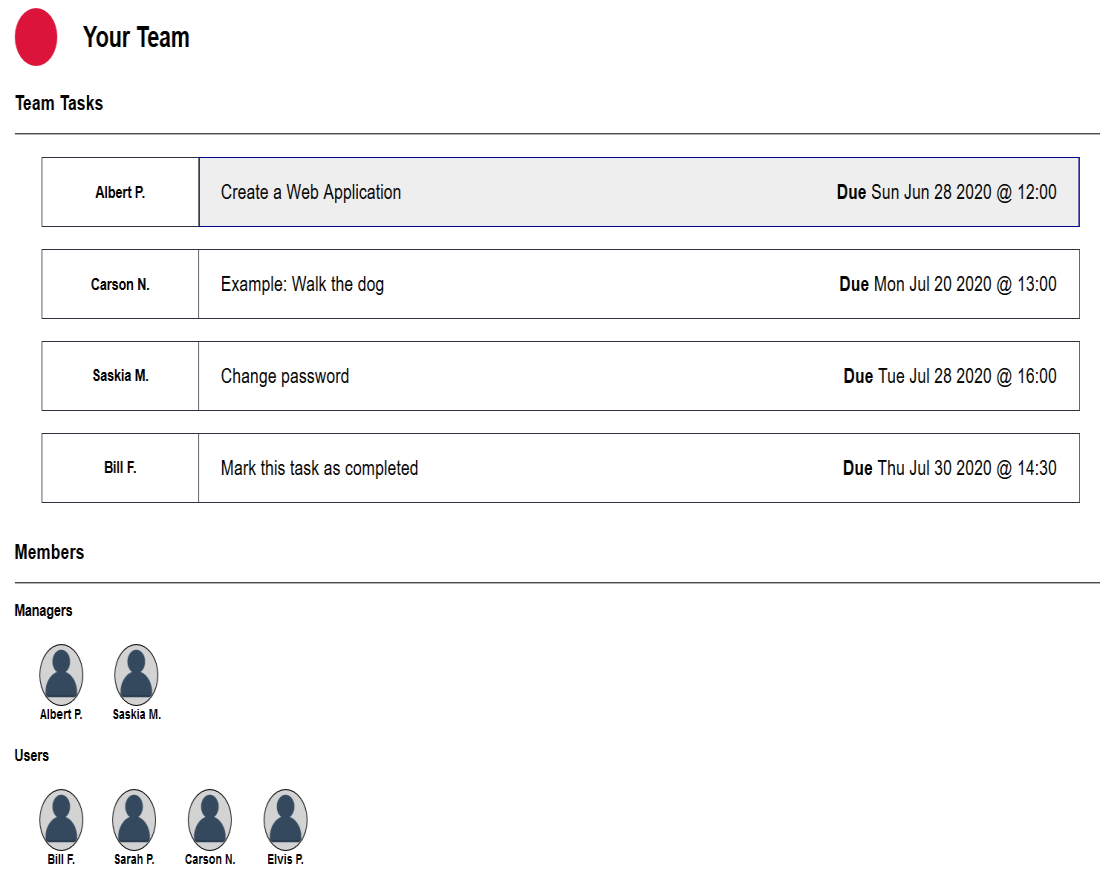 Your Team
Team Tasks
Albert P. Create a Web Application Due Sun Jun 28 2020 @ 12:00
Carson N. Example: Walk the dog Due Mon Jul 20 2020 @ 13:00
Saskia M. Change password Due Tue Jul 28 2020 @ 16:00
Bill F. Mark this task as completed Due Thu Jul 30 2020 @ 14:30
Members
Managers
Albert P. Saskia M.
Users
Bill F. Sarah P. Carson N. Elvis P.